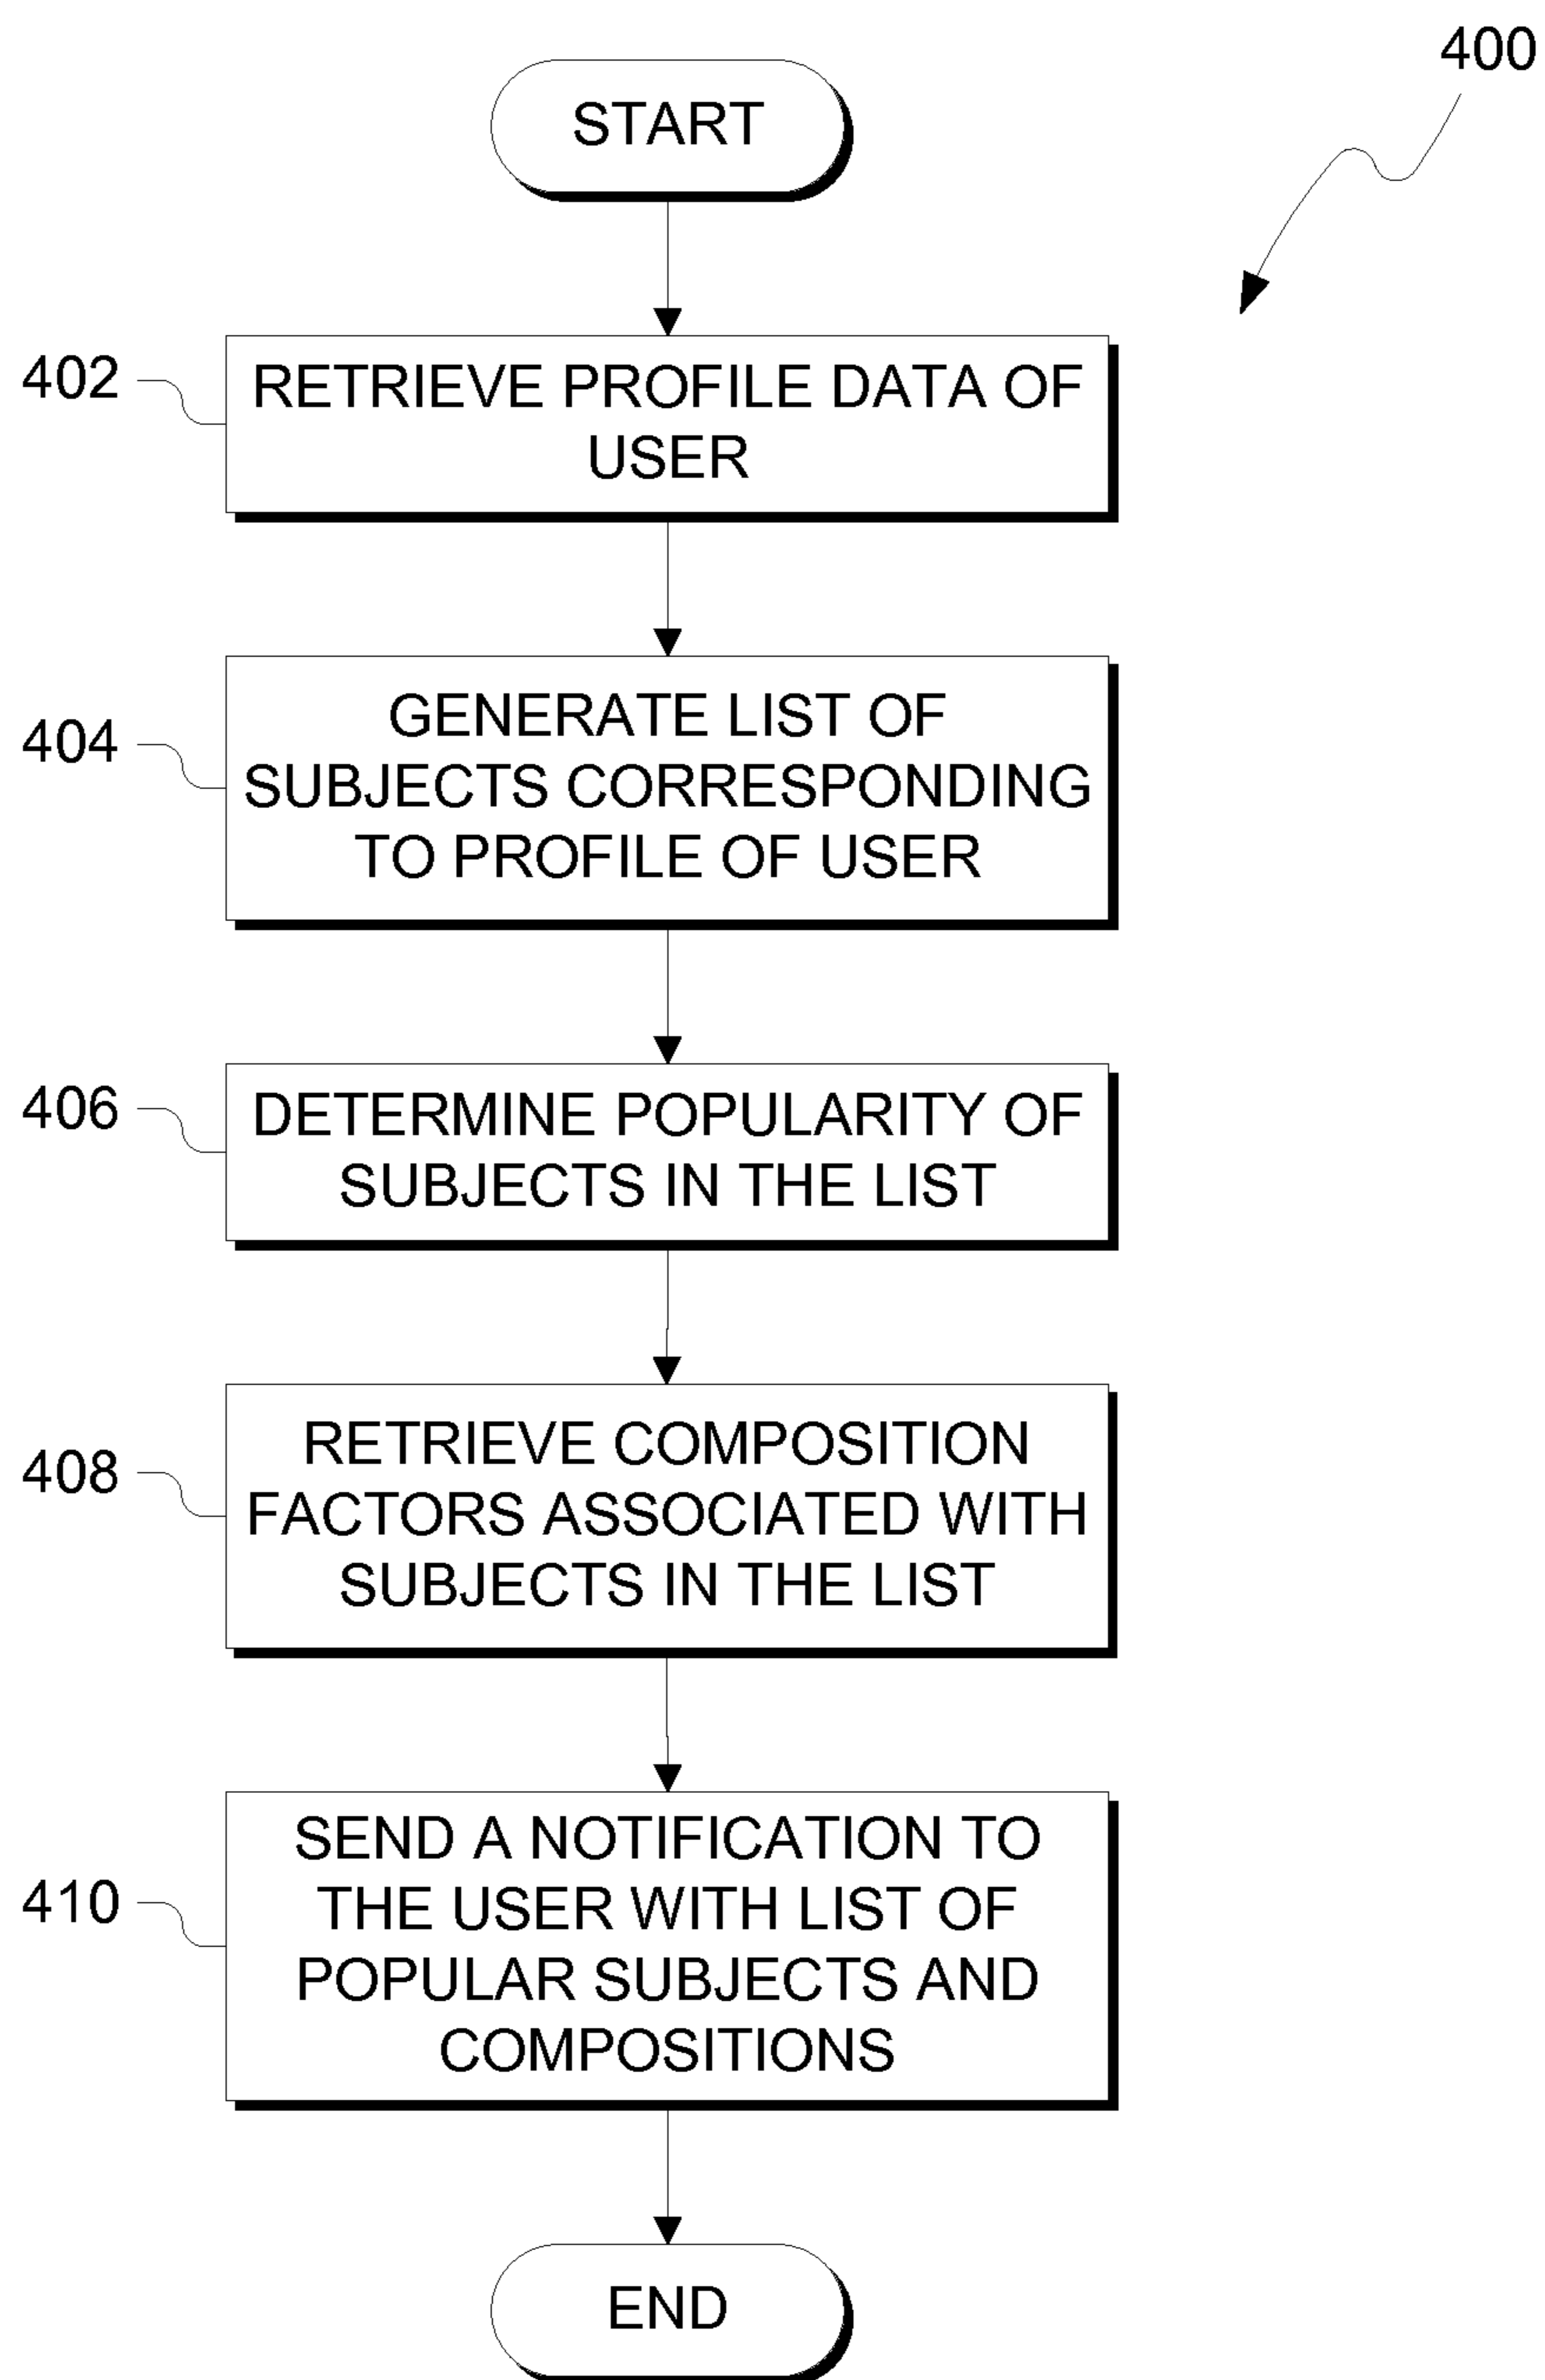 400
START
402
RETRIEVE PROFILE DATA OF
USER
404
GENERATE LIST OF
SUBJECTS CORRESPONDING
TO PROFILE OF USER
406
DETERMINE POPULARITY OF
SUBJECTS IN THE LIST
408
RETRIEVE COMPOSITION
FACTORS ASSOCIATED WITH
SUBJECTS IN THE LIST
410
SEND A NOTIFICATION TO
THE USER WITH LIST OF
POPULAR SUBJECTS AND
COMPOSITIONS
END